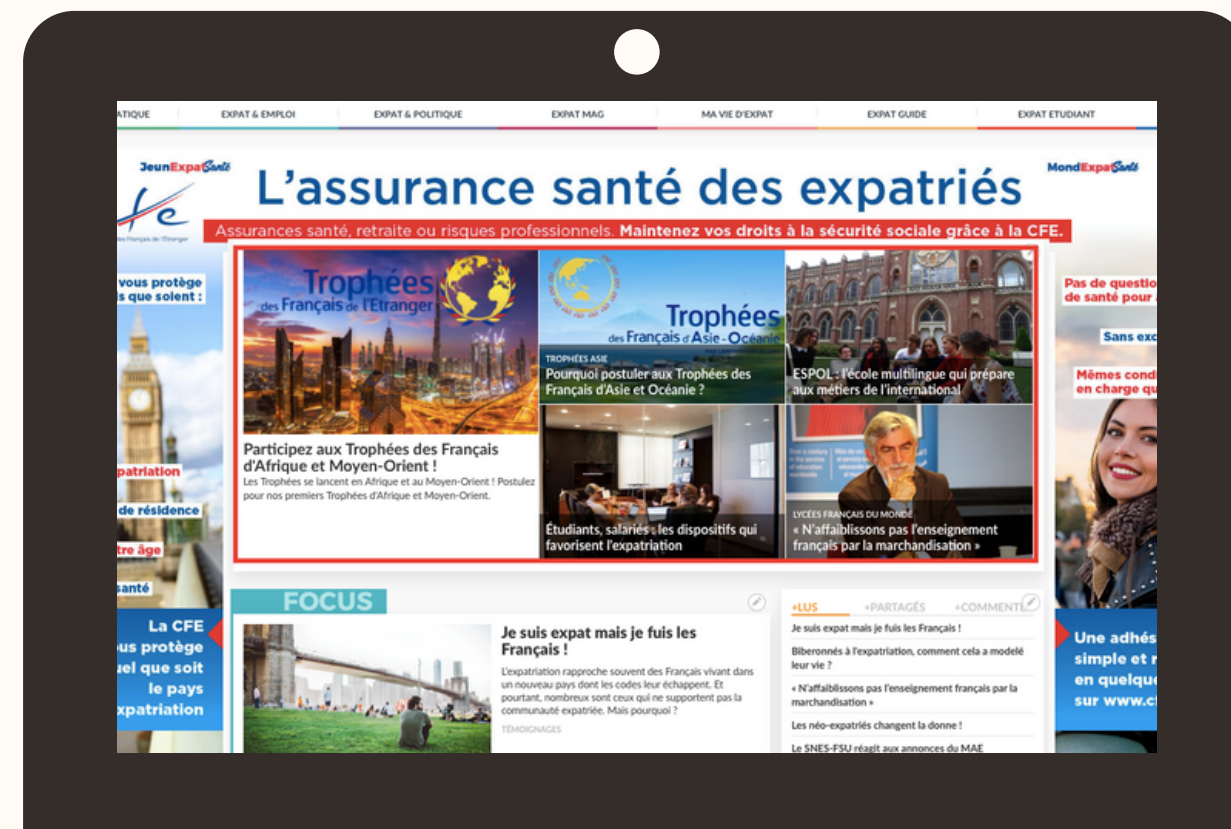 EXPAT & EMPLOI
EXPAT & POLITIQUE
EXPAT MAG
MA VIE D'EXPAT
EXPAT GUIDE
EXPAT ETUDIANT
JeunExpatSanté
MondExpatSanté
L'assurance santé des expatriés
Assurances santé, retraite ou risques professionnels. Maintenez vos droits à la sécurité sociale grâce à la CFE.
vous protège
que soient :
patriation
de résidence
âge
santé
La CFE
protège
que soit
le pays
xpatriation
Trophées
des Français de l'Etranger
Participez aux Trophées des Français
d'Afrique et Moyen-Orient !
Les Trophées se lancent en Afrique et au Moyen-Orient ! Postulez
pour nos premiers Trophées d'Afrique et Moyen-Orient.
Trophées
des Français d'Asie - Océanie
TROPHÉES ASIE
Pourquoi postuler aux Trophées des
Français d'Asie et Océanie ?
ESPOL : l'école multilingue qui prépare
aux métiers de l'international
Étudiants, salariés : les dispositifs qui
favorisent l'expatriation
LYCÉES FRANÇAIS DU MONDE
« N'affaiblissons pas l'enseignement
français par la marchandisation »
Pas de questio
de santé pour
Sans exc
Mêmes cond
en charge qu
Une adhés
simple et r
en quelque
sur www.c
FOCUS
Je suis expat mais je fuis les
Français !
L'expatriation rapproche souvent des Français vivant dans
un nouveau pays dont les codes leur échappent. Et
pourtant, nombreux sont ceux qui ne supportent pas la
communauté expatriée. Mais pourquoi ?
TÉMOIGNAGES
+LUS
+PARTAGÉS
+COMMENTÉ
Je suis expat mais je fuis les Français !
Biberonnés à l'expatriation, comment cela a modelé
leur vie ?
« N'affaiblissons pas l'enseignement français par la
marchandisation »
Les néo-expatriés changent la donne !
Le SNES-FSU réagit aux annonces du MAE